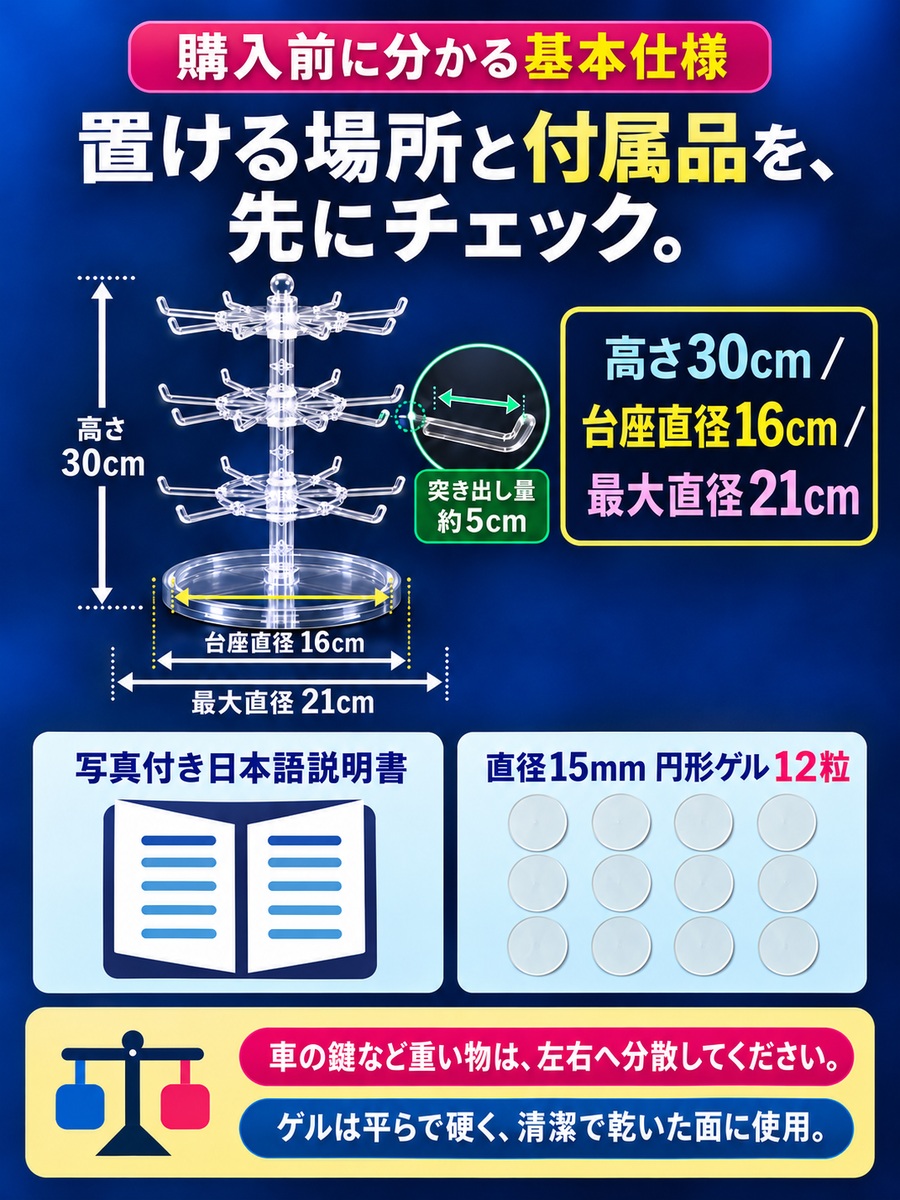 購入前に分かる基本仕様
置ける場所と付属品を、
先にチェック。
高さ
30cm
突き出し量
約5cm
高さ30cm /
台座直径16cm /
最大直径21cm
台座直径 16cm
最大直径 21cm
写真付き日本語説明書
直径15mm 円形ゲル 12粒
車の鍵など重い物は、左右へ分散してください。
ゲルは平らで硬く、清潔で乾いた面に使用。